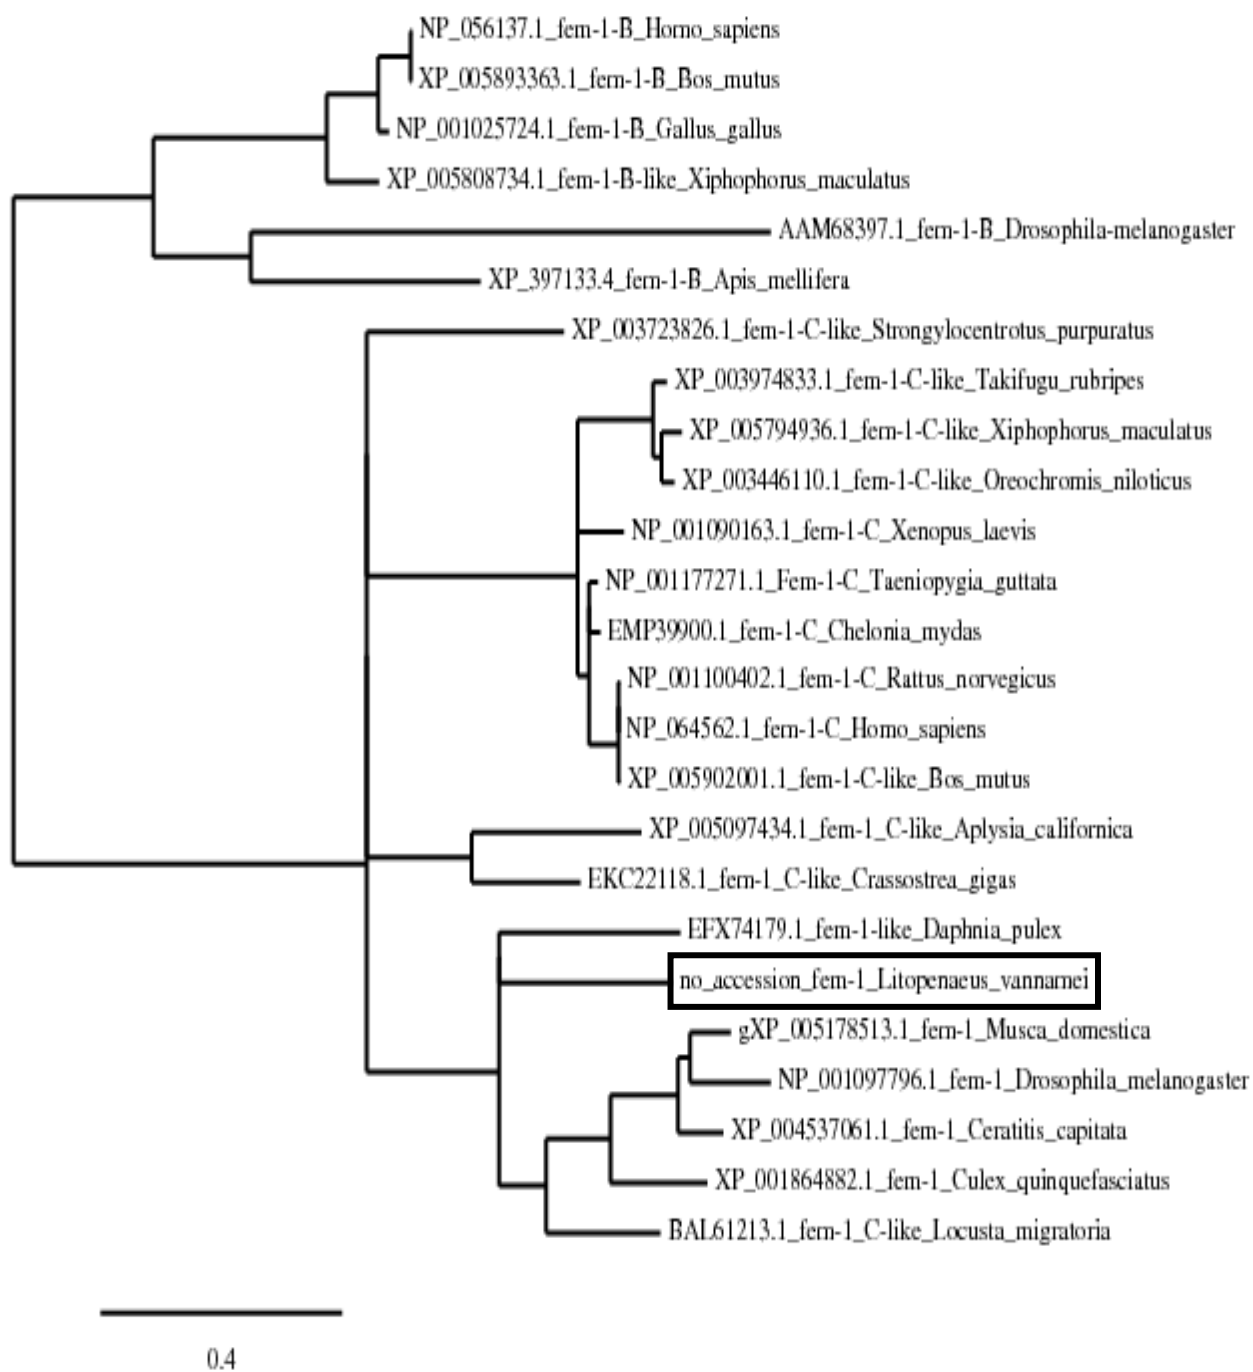 NP_056137.1_fem-1-B_Homo_sapiens
XP_005893363.1_fem-1-B_Bos_mutus
NP_001025724.1_fem-1-B_Gallus_gallus
XP_005808734.1_fem-1-B-like_Xiphophorus_maculatus
AAM68397.1_fem-1-B_Drosophila-melanogaster
XP_397133.4_fem-1-B_Apis_mellifera
XP_003723826.1_fem-1-C-like_Strongylocentrotus_purpuratus
XP_003974833.1_fem-1-C-like_Takifugu_rubripes
XP_005794936.1_fem-1-C-like_Xiphophorus_maculatus
XP_003446110.1_fem-1-C-like_Oreochromis_niloticus
NP_001090163.1_fem-1-C_Xenopus_laevis
NP_001177271.1_Fem-1-C_Taeniopygia_guttata
EMP39900.1_fem-1-C_Chelonia_mydas
NP_001100402.1_fem-1-C_Rattus_norvegicus
NP_064562.1_fem-1-C_Homo_sapiens
XP_005902001.1_fem-1-C-like_Bos_mutus
XP_005097434.1_fem-1_C-like_Aplysia_californica
EKC22118.1_fem-1_C-like_Crassostrea_gigas
EFX74179.1_fem-1-like_Daphnia_pulex
no_accession_fem-1_Litopenaeus_vannamei
gXP_005178513.1_fem-1_Musca_domestica
NP_001097796.1_fem-1_Drosophila_melanogaster
XP_004537061.1_fem-1_Ceratitis_capitata
XP_001864882.1_fem-1_Culex_quinquefasciatus
BAL61213.1_fem-1_C-like_Locusta_migratoria
0.4